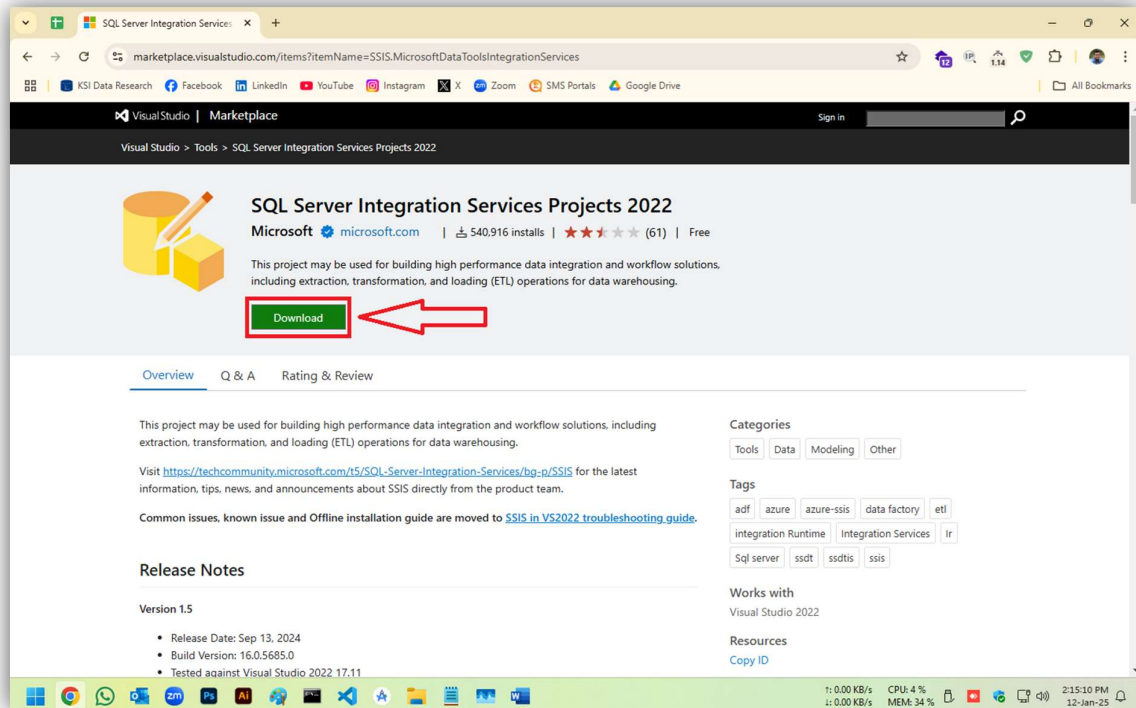 SQL Server Integration Services
marketplace.visualstudio.com/items?itemName=SSIS.MicrosoftDataToolsIntegrationServices
12
IP
1.14
KSI Data Research
Facebook
LinkedIn
YouTube
Instagram
X
Zoom
SMS Portals
Google Drive
All Bookmarks
Visual Studio | Marketplace
Sign in
Visual Studio > Tools > SQL Server Integration Services Projects 2022
SQL Server Integration Services Projects 2022
Microsoft microsoft.com | 540,916 installs | (61) | Free
This project may be used for building high performance data integration and workflow solutions,
including extraction, transformation, and loading (ETL) operations for data warehousing.
Download
Overview Q & A Rating & Review
This project may be used for building high performance data integration and workflow solutions, including
extraction, transformation, and loading (ETL) operations for data warehousing.
Visit https://techcommunity.microsoft.com/t5/SQL-Server-Integration-Services/bg-p/SSIS for the latest
information, tips, news, and announcements about SSIS directly from the product team.
Common issues, known issue and Offline installation guide are moved to SSIS in VS2022 troubleshooting guide.
Release Notes
Version 1.5
• Release Date: Sep 13, 2024
• Build Version: 16.0.5685.0
• Tested against Visual Studio 2022 17.11
Categories
Tools Data Modeling Other
Tags
adf azure azure-ssis data factory etl
integration Runtime Integration Services Ir
Sql server ssdt ssdtis ssis
Works with
Visual Studio 2022
Resources
Copy ID
zm
Ps
Ai
↑: 0.00 KB/s CPU: 4 %
↓: 0.00 KB/s MEM: 34 %
2:15:10 PM
12-Jan-25